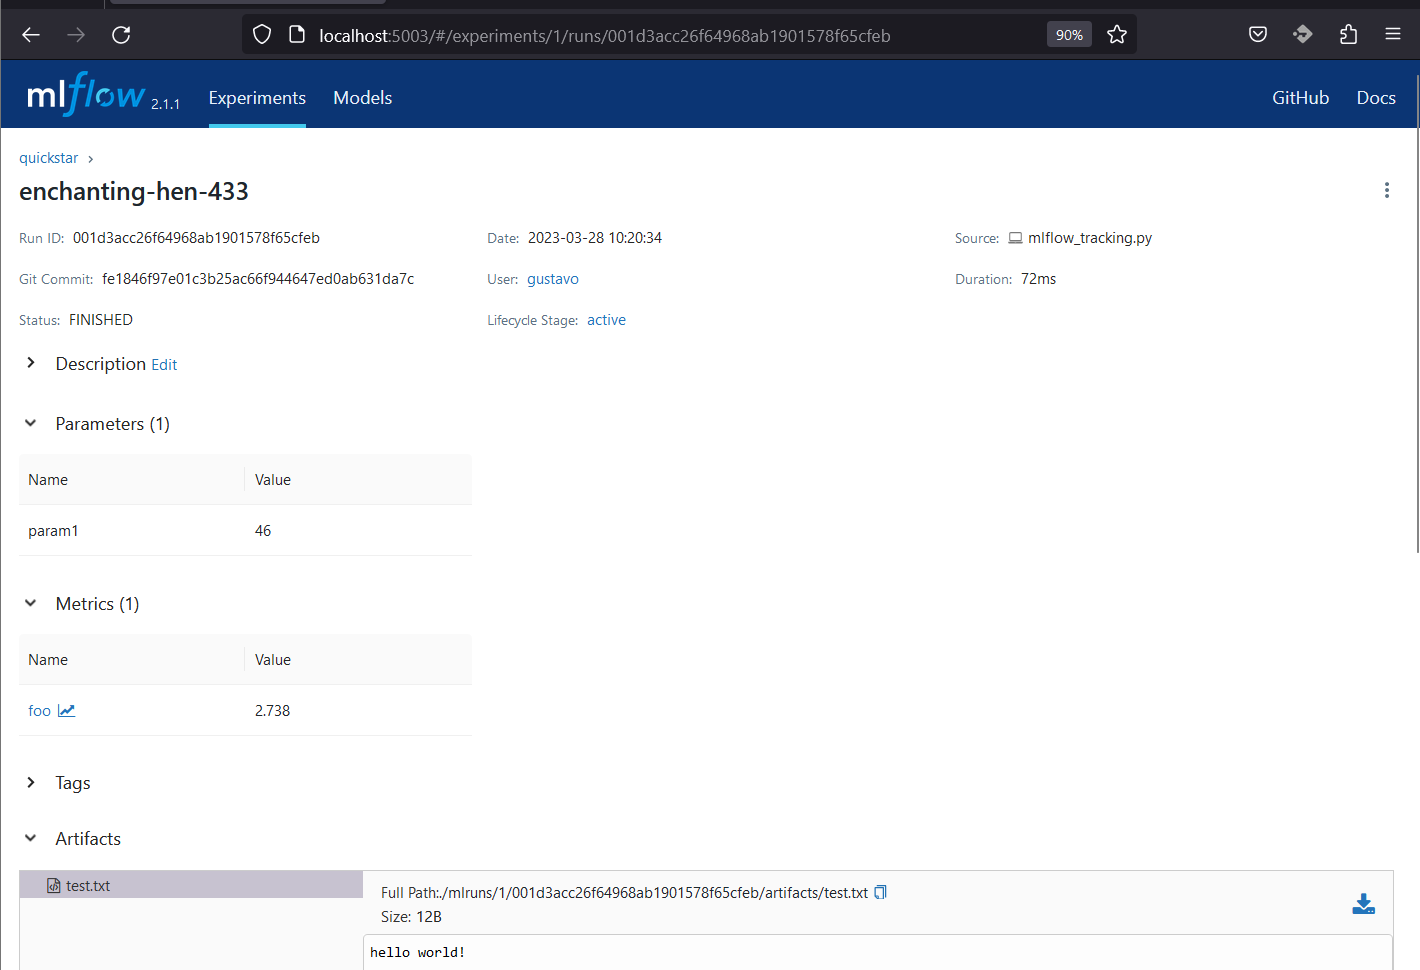 localhost:5003/#/experiments/1/runs/001d3acc26f64968ab1901578f65cfeb 90%
mlflow 2.1.1 Experiments Models GitHub Docs
quickstar
enchanting-hen-433
Run ID: 001d3acc26f64968ab1901578f65cfeb Date: 2023-03-28 10:20:34 Source: mlflow_tracking.py
Git Commit: fe1846f97e01c3b25ac66f944647ed0ab631da7c User: gustavo Duration: 72ms
Status: FINISHED Lifecycle Stage: active
Description Edit
Parameters (1)
Name Value
param1 46
Metrics (1)
Name Value
foo 2.738
Tags
Artifacts
test.txt
Full Path:./mlruns/1/001d3acc26f64968ab1901578f65cfeb/artifacts/test.txt
Size: 12B
hello world!